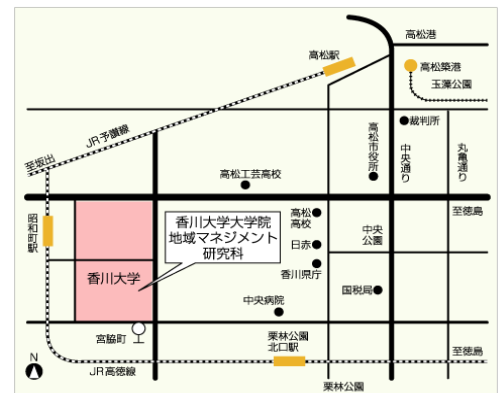 高松港
高松駅
高松築港
玉藻公園
JR予讃線
至坂出
裁判所
高松市役所
中央通り
丸亀通り
高松工芸高校
至徳島
昭和町駅
香川大学大学院
地域マネジメント
研究科
高松
高校
日赤
香川県庁
中央
公園
香川大学
国税局
中央病院
宮脇町
栗林公園
北口駅
至徳島
N
JR高徳線
栗林公園